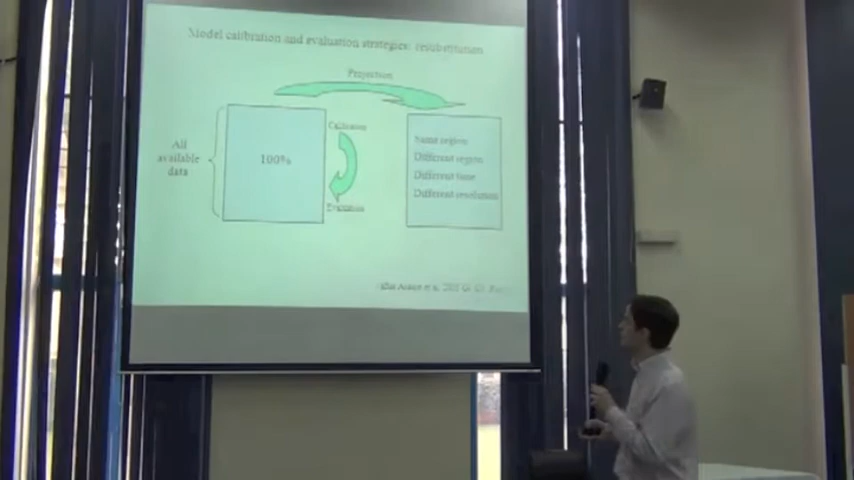 Model calibration and evaluation strategies: resubstitution
Projection
Calibration
All
available
data
100%
Same region
Different region
Different time
Different resolution
Evaluation